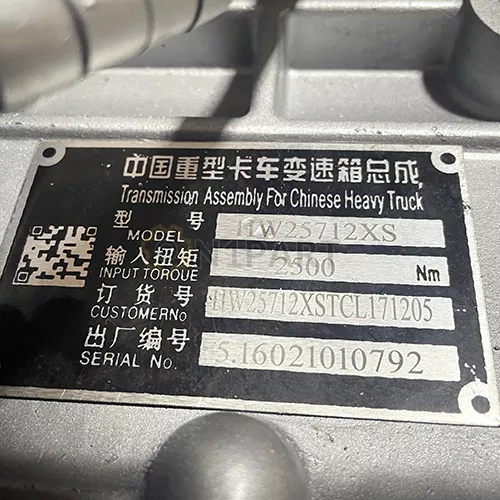 中国重型卡车变速箱总成
Transmission Assembly For Chinese Heavy Truck
型 号 HW25712XS
MODEL
输入扭矩 2500 Nm
INPUT TORQUE
订 货 号 HW25712XSTCL171205
CUSTOMERNo
出厂编号 5.16021010792
SERIAL No.